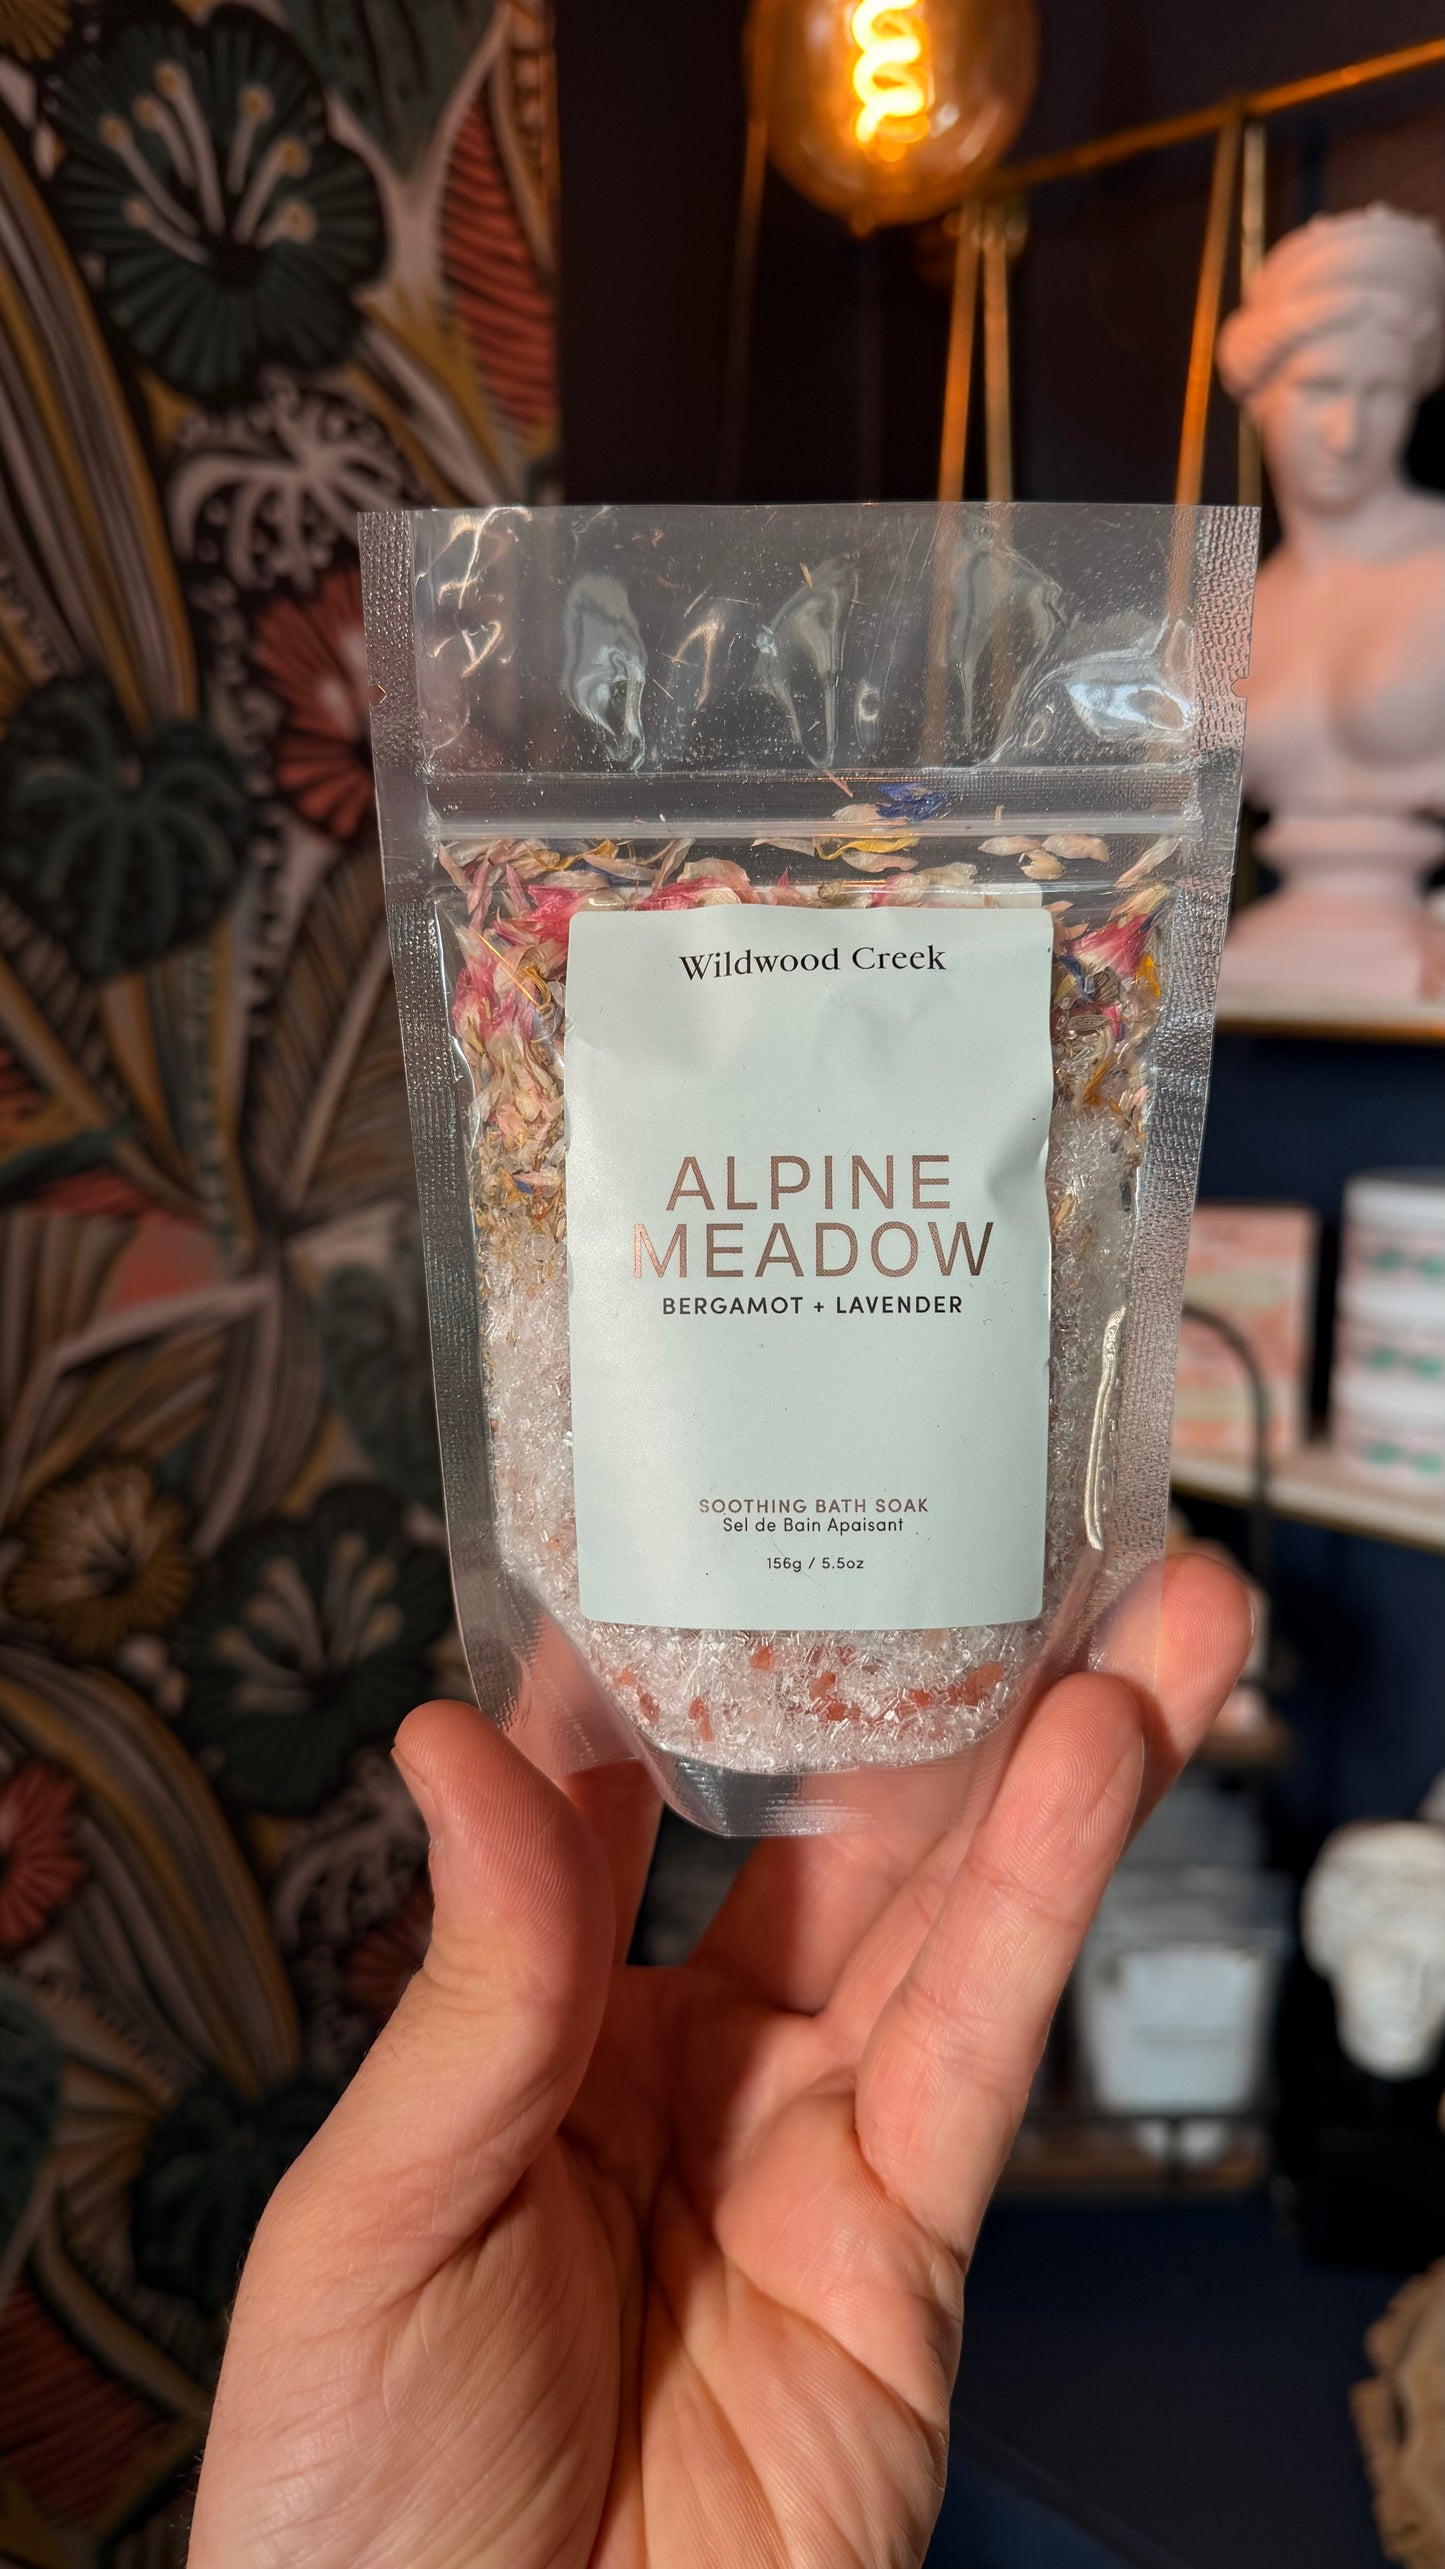 Wildwood Creek
ALPINE
MEADOW
BERGAMOT + LAVENDER
SOOTHING BATH SOAK
Sel de Bain Apaisant
156g / 5.5oz